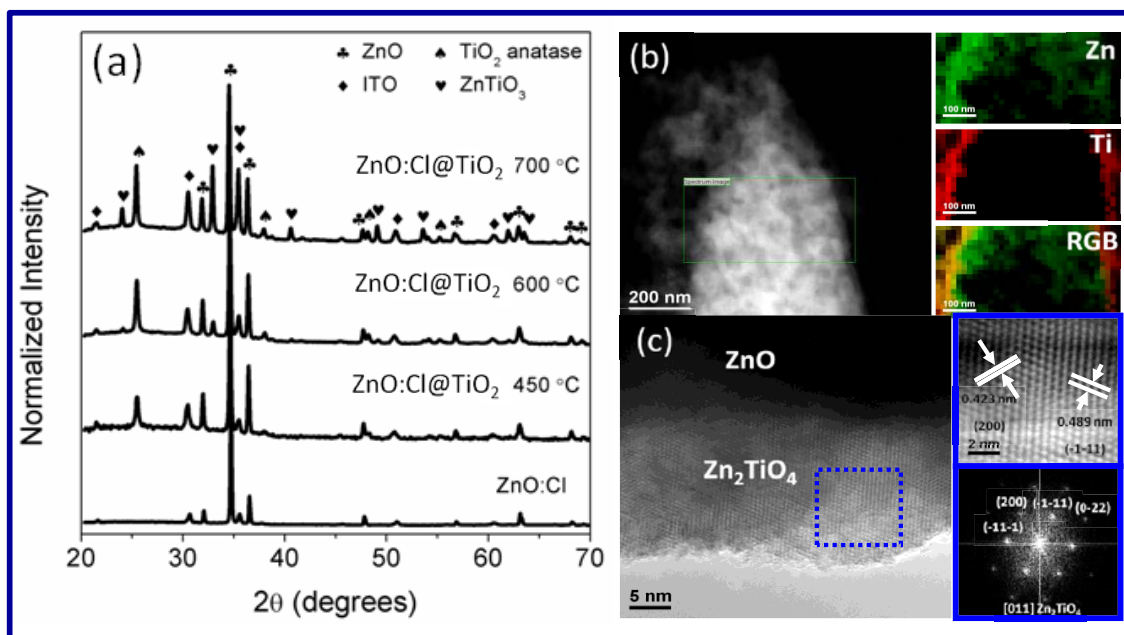 (a)
♣ ZnO ♠ TiO₂ anatase
♦ ITO ♥ ZnTiO₃
ZnO:Cl@TiO₂ 700 °C
ZnO:Cl@TiO₂ 600 °C
ZnO:Cl@TiO₂ 450 °C
ZnO:Cl
Normalized Intensity
20 30 40 50 60 70
2θ (degrees)
(b)
Spectrum Image
200 nm
Zn
100 nm
Ti
100 nm
RGB
100 nm
(c)
ZnO
Zn₂TiO₄
5 nm
0.423 nm
(200)
2 nm
0.489 nm
(-1-11)
(200) (-1-11) (0-22)
(-11-1)
[011] Zn₂TiO₄